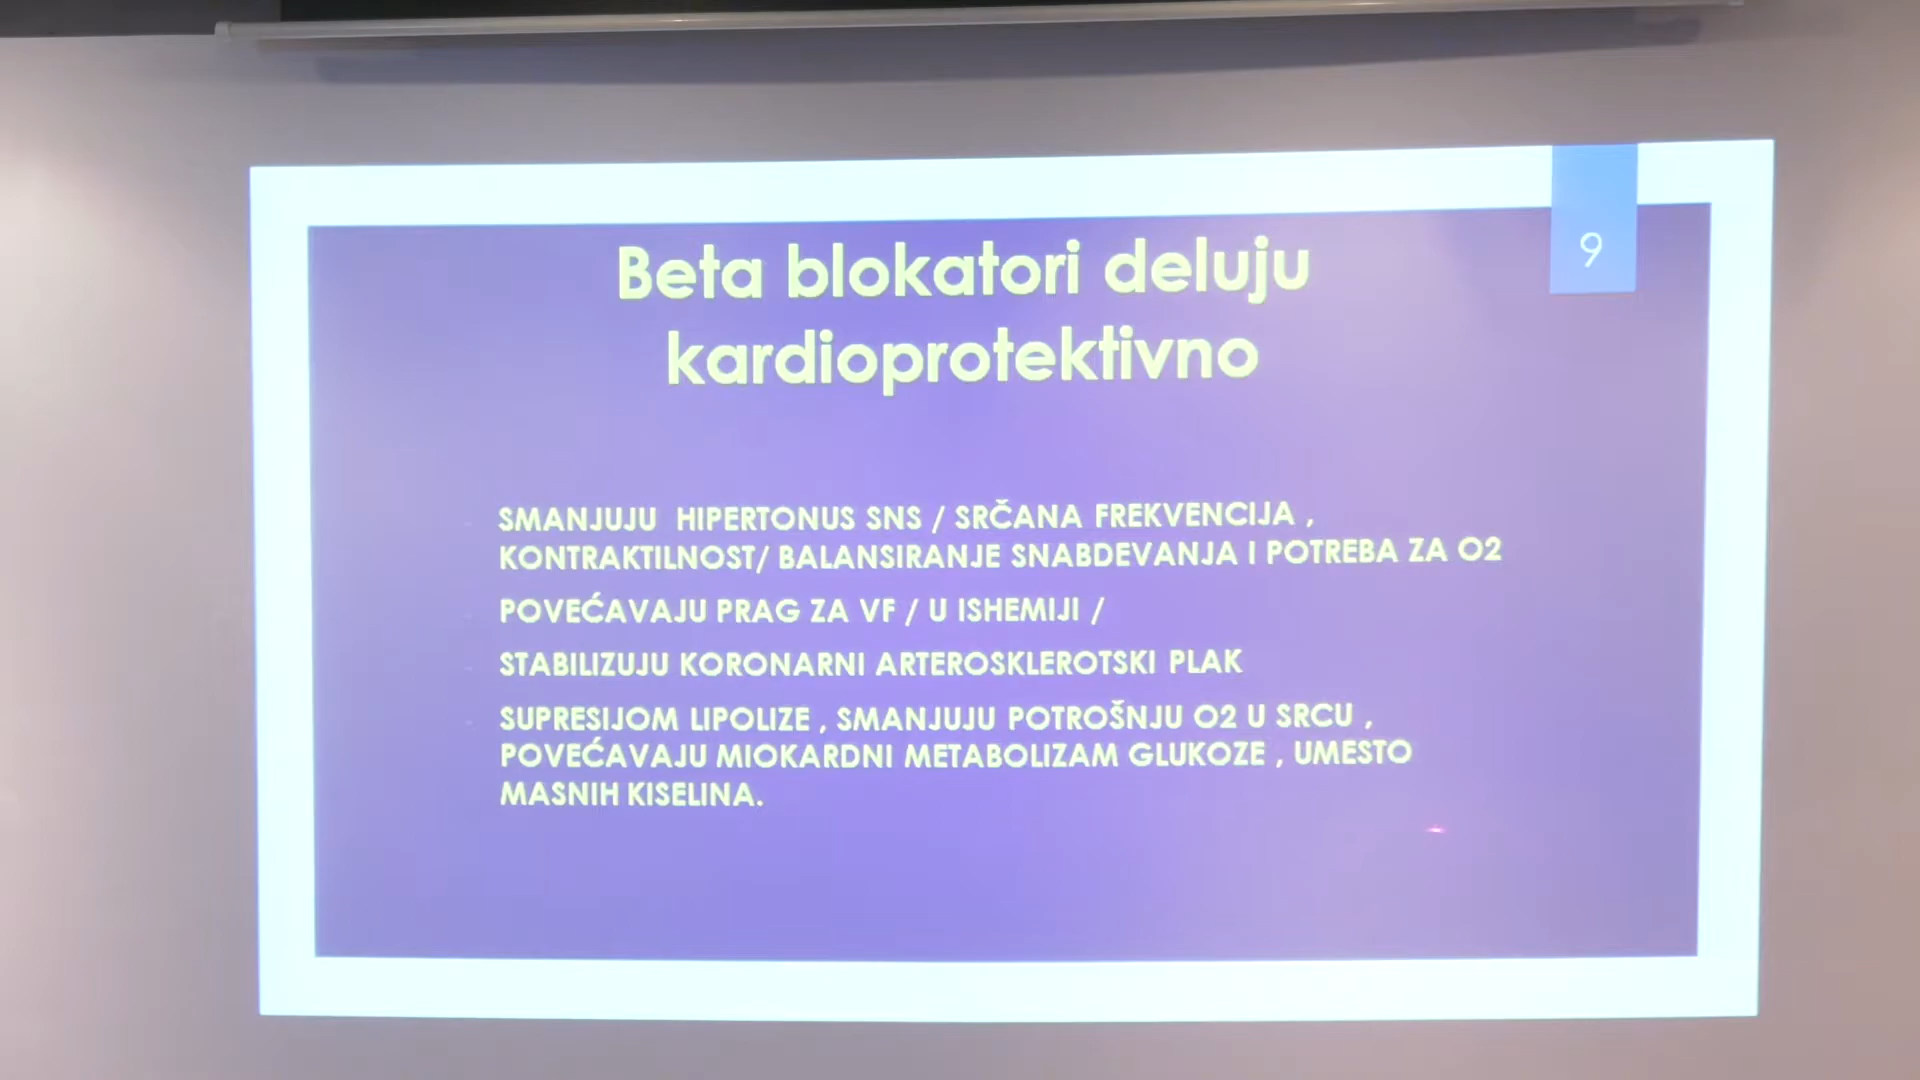 9
Beta blokatori deluju
kardioprotektivno
- SMANJUJU HIPERTONUS SNS / SRČANA FREKVENCIJA ,
KONTRAKTILNOST/ BALANSIRANJE SNABDEVANJA I POTREBA ZA O2
- POVEĆAVAJU PRAG ZA VF / U ISHEMIJI /
- STABILIZUJU KORONARNI ARTEROSKLEROTSKI PLAK
- SUPRESIJOM LIPOLIZE , SMANJUJU POTROŠNJU O2 U SRCU ,
POVEĆAVAJU MIOKARDNI METABOLIZAM GLUKOZE , UMESTO
MASNIH KISELINA.